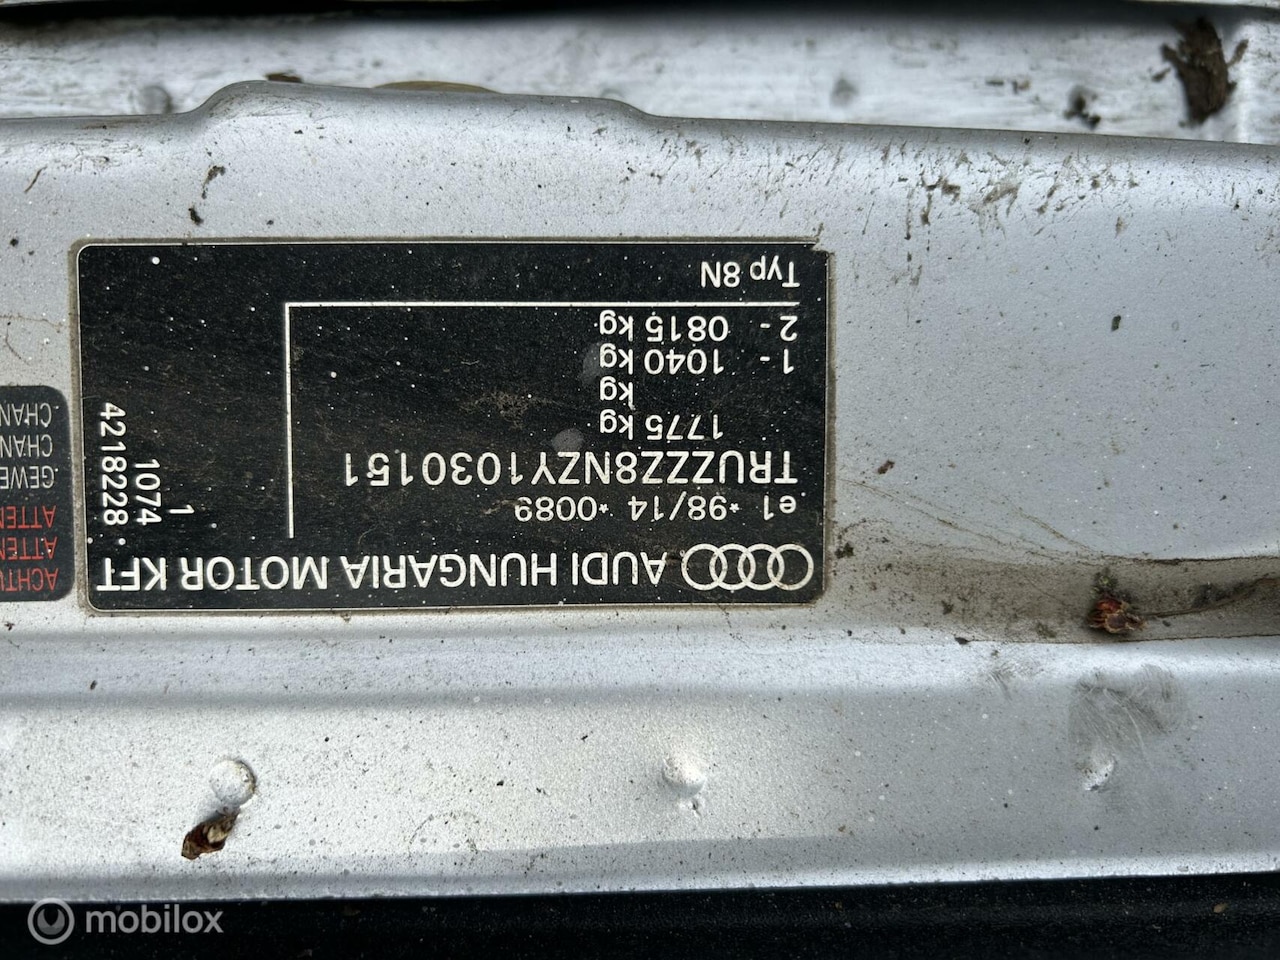 AUDI HUNGARIA MOTOR KFT
e1 *98/14 *0089
TRUZZZ8NZY1030151
1775 kg
kg
1 - 1040 kg
2 - 0815 kg
Typ 8N
4218228
1
1074
ACHTU
ATTEN
ATTEN
GEWE
CHAN
CHAN
mobilox